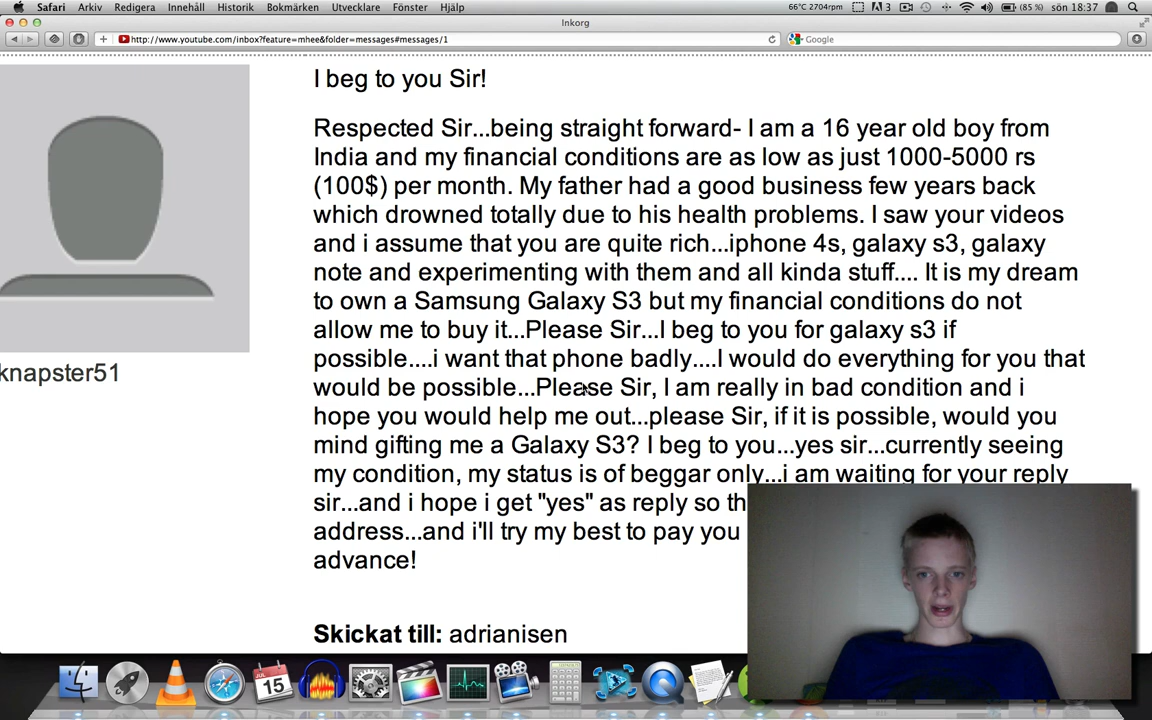 Safari Arkiv Redigera Innehåll Historik Bokmärken Utvecklare Fönster Hjälp 66°C 2704rpm 3 (85 %) sön 18:37
Inkorg
http://www.youtube.com/inbox?feature=mhee&folder=messages#messages/1 Google
I beg to you Sir!
Respected Sir...being straight forward- I am a 16 year old boy from
India and my financial conditions are as low as just 1000-5000 rs
(100$) per month. My father had a good business few years back
which drowned totally due to his health problems. I saw your videos
and i assume that you are quite rich...iphone 4s, galaxy s3, galaxy
note and experimenting with them and all kinda stuff.... It is my dream
to own a Samsung Galaxy S3 but my financial conditions do not
allow me to buy it...Please Sir...I beg to you for galaxy s3 if
possible....i want that phone badly....I would do everything for you that
would be possible...Please Sir, I am really in bad condition and i
hope you would help me out...please Sir, if it is possible, would you
mind gifting me a Galaxy S3? I beg to you...yes sir...currently seeing
my condition, my status is of beggar only...i am waiting for your reply
sir...and i hope i get "yes" as reply so th
address...and i'll try my best to pay you
advance!
knapster51
Skickat till: adrianisen
JUL
15